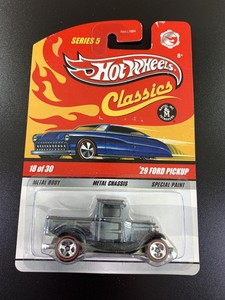 SERIES 5
Hot Wheels
Classics
18 of 30
'29 FORD PICKUP
METAL BODY
METAL CHASSIS
SPECIAL PAINT